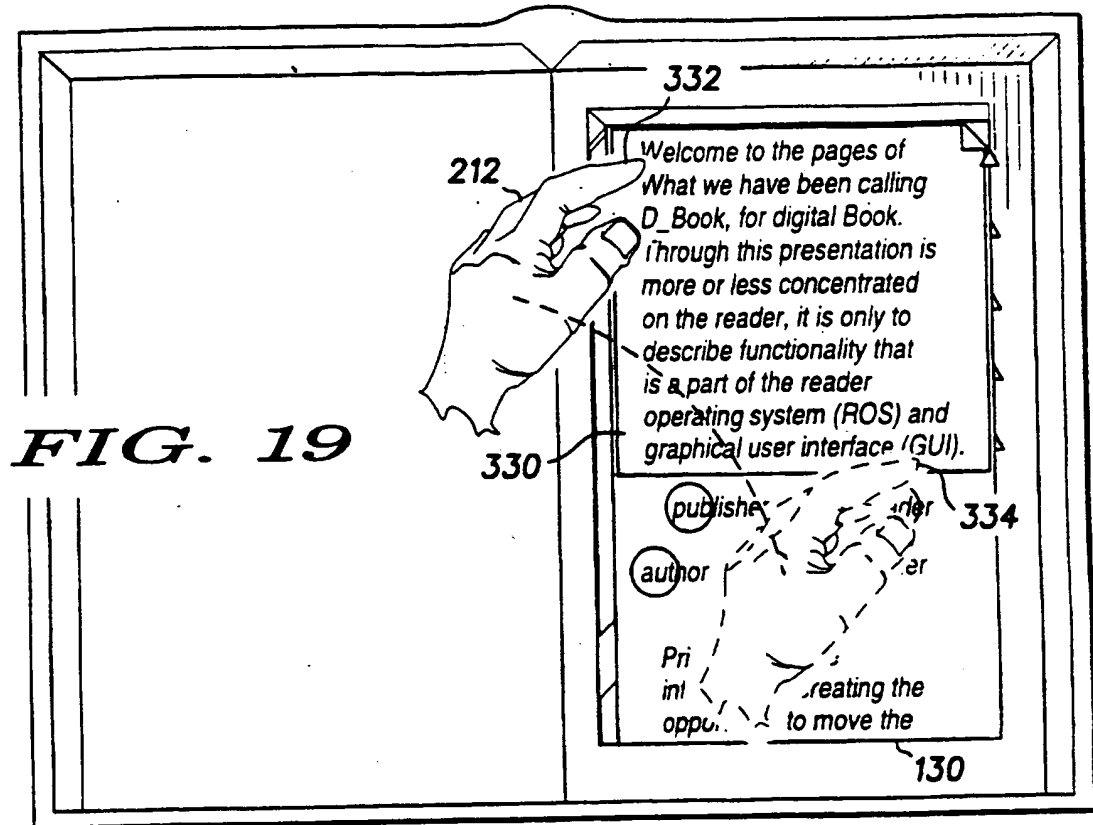 332
212
Welcome to the pages of
What we have been calling
D_Book, for digital Book.
Through this presentation is
more or less concentrated
on the reader, it is only to
describe functionality that
is a part of the reader
operating system (ROS) and
graphical user interface (GUI).
FIG. 19
330
334
publishe der
author er
Pri s
int reating the
oppo to move the
130